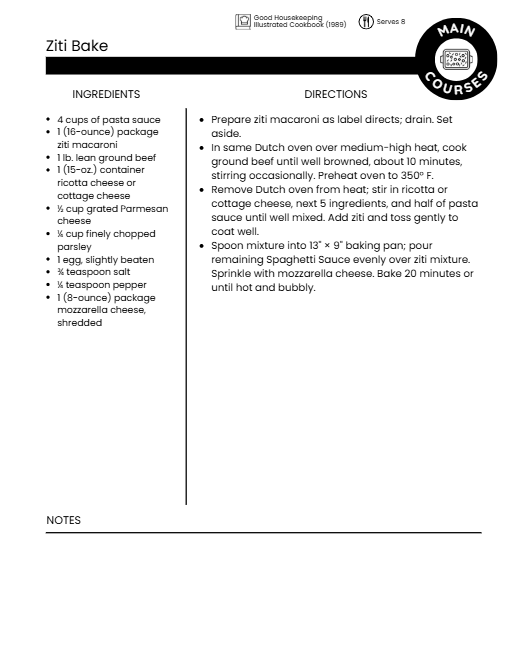 Good Housekeeping
Illustrated Cookbook (1989)
Serves 8
MAIN
COURSES
Ziti Bake
INGREDIENTS
• 4 cups of pasta sauce
• 1 (16-ounce) package
ziti macaroni
• 1 lb. lean ground beef
• 1 (15-oz.) container
ricotta cheese or
cottage cheese
• ½ cup grated Parmesan
cheese
• ¼ cup finely chopped
parsley
• 1 egg, slightly beaten
• ¾ teaspoon salt
• ¼ teaspoon pepper
• 1 (8-ounce) package
mozzarella cheese,
shredded
DIRECTIONS
• Prepare ziti macaroni as label directs; drain. Set
aside.
• In same Dutch oven over medium-high heat, cook
ground beef until well browned, about 10 minutes,
stirring occasionally. Preheat oven to 350° F.
• Remove Dutch oven from heat; stir in ricotta or
cottage cheese, next 5 ingredients, and half of pasta
sauce until well mixed. Add ziti and toss gently to
coat well.
• Spoon mixture into 13" × 9" baking pan; pour
remaining Spaghetti Sauce evenly over ziti mixture.
Sprinkle with mozzarella cheese. Bake 20 minutes or
until hot and bubbly.
NOTES